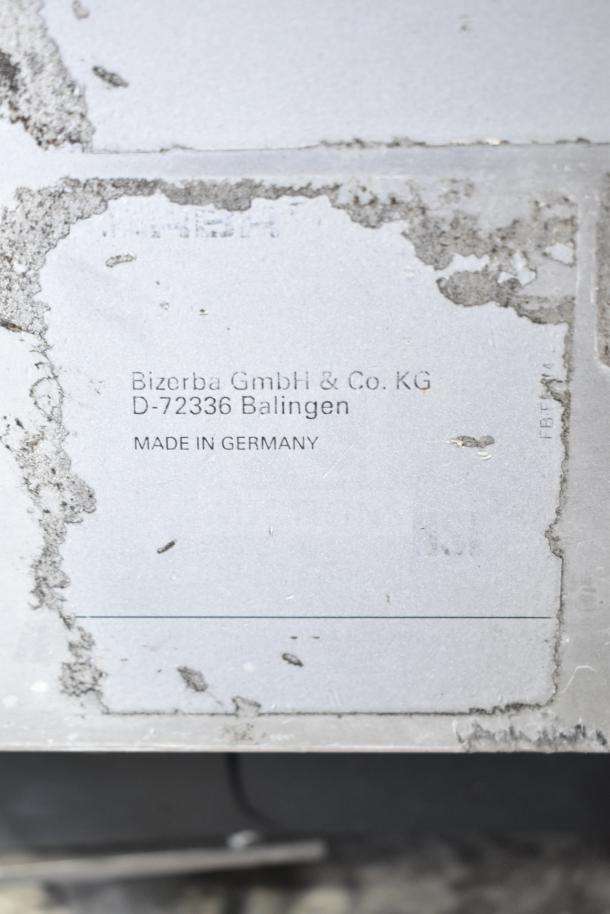 Bizerba GmbH & Co. KG
D-72336 Balingen
MADE IN GERMANY